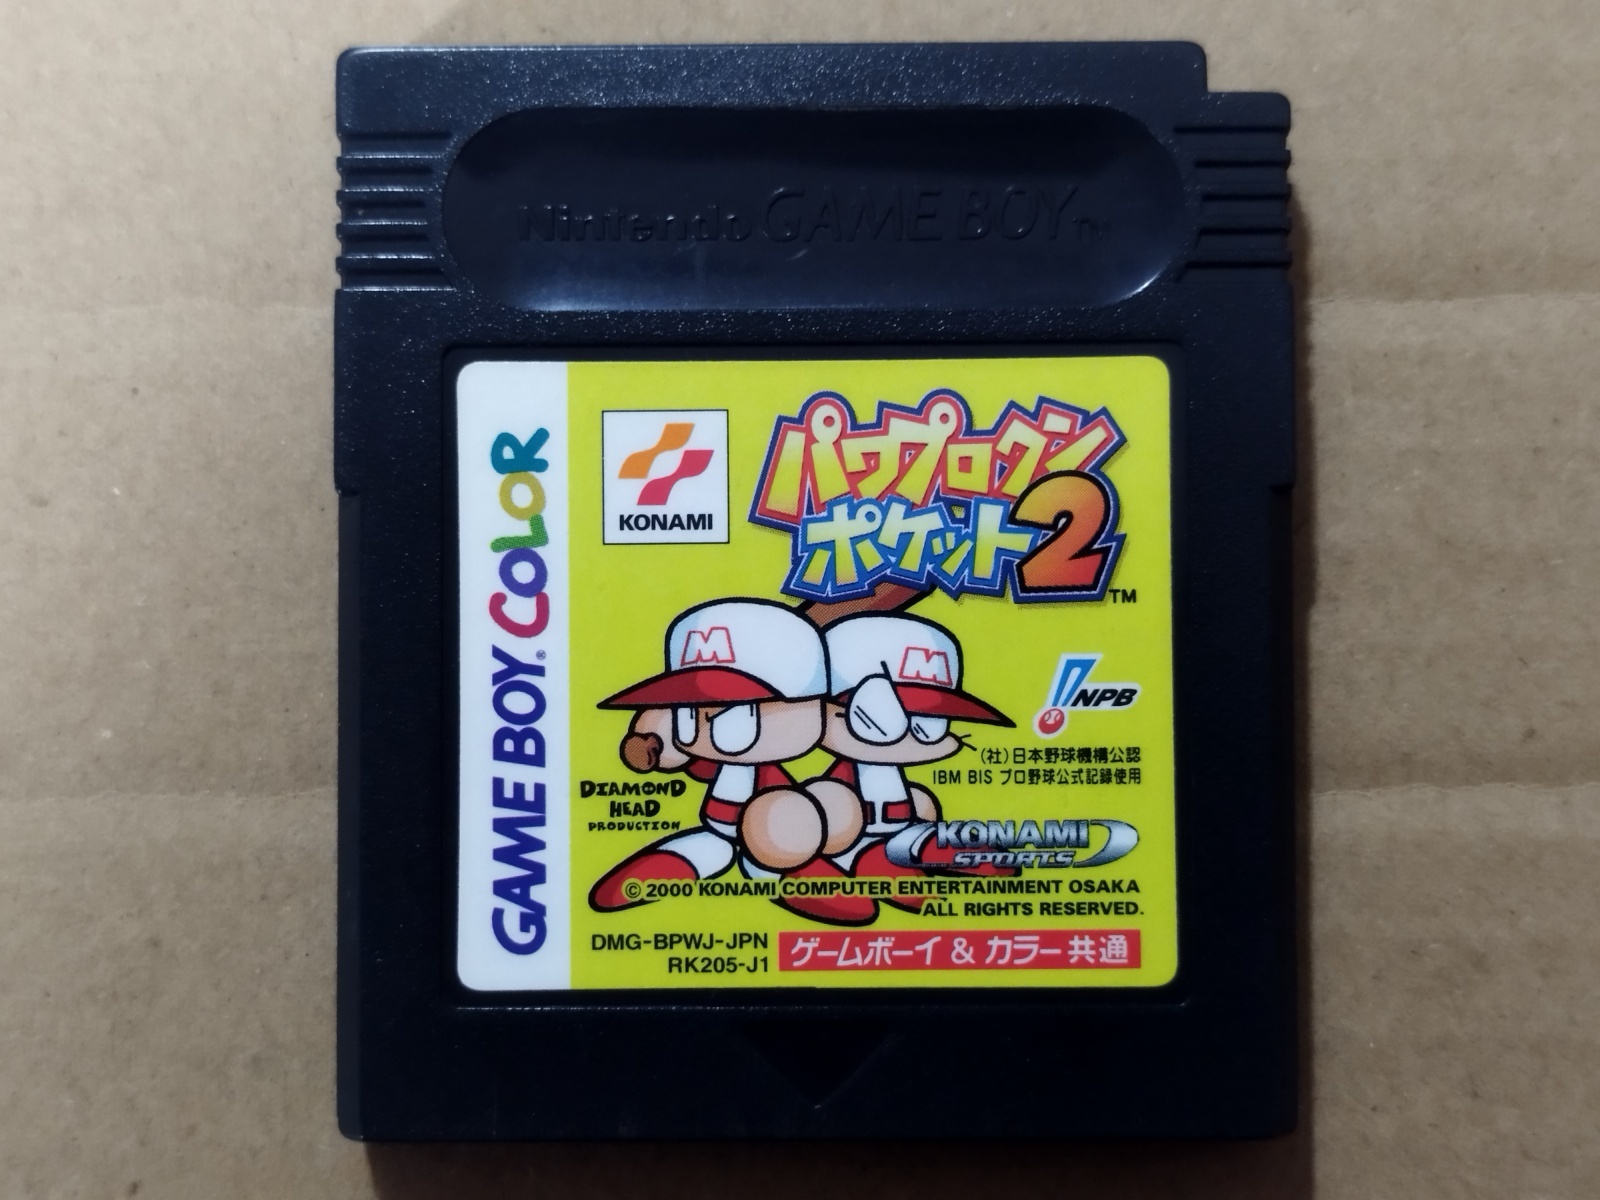 Nintendo GAME BOY™
GAME BOY® COLOR
KONAMI
パワプロクン
ポケット2™
M
M
NPB
(社)日本野球機構公認
IBM BIS プロ野球公式記録使用
DIAMOND
HEAD
PRODUCTION
KONAMI
SPORTS
© 2000 KONAMI COMPUTER ENTERTAINMENT OSAKA
ALL RIGHTS RESERVED.
DMG-BPWJ-JPN
RK205-J1
ゲームボーイ & カラー共通